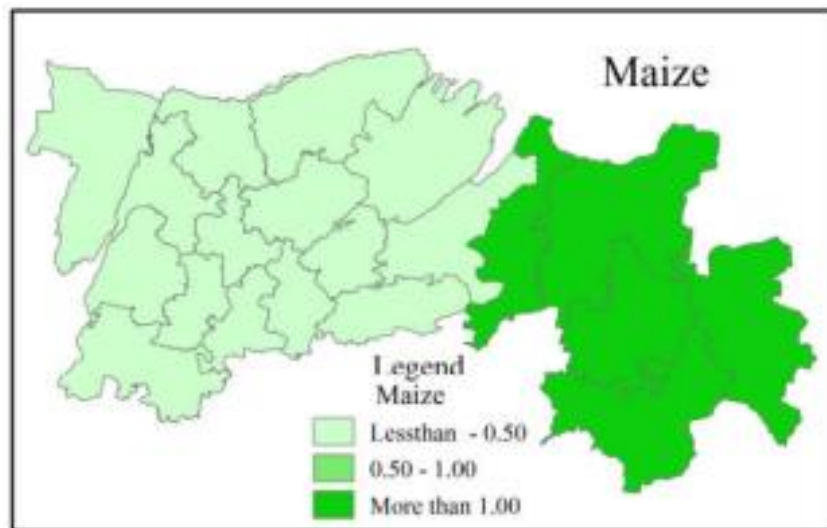 Maize
Legend
Maize
Lessthan - 0.50
0.50 - 1.00
More than 1.00